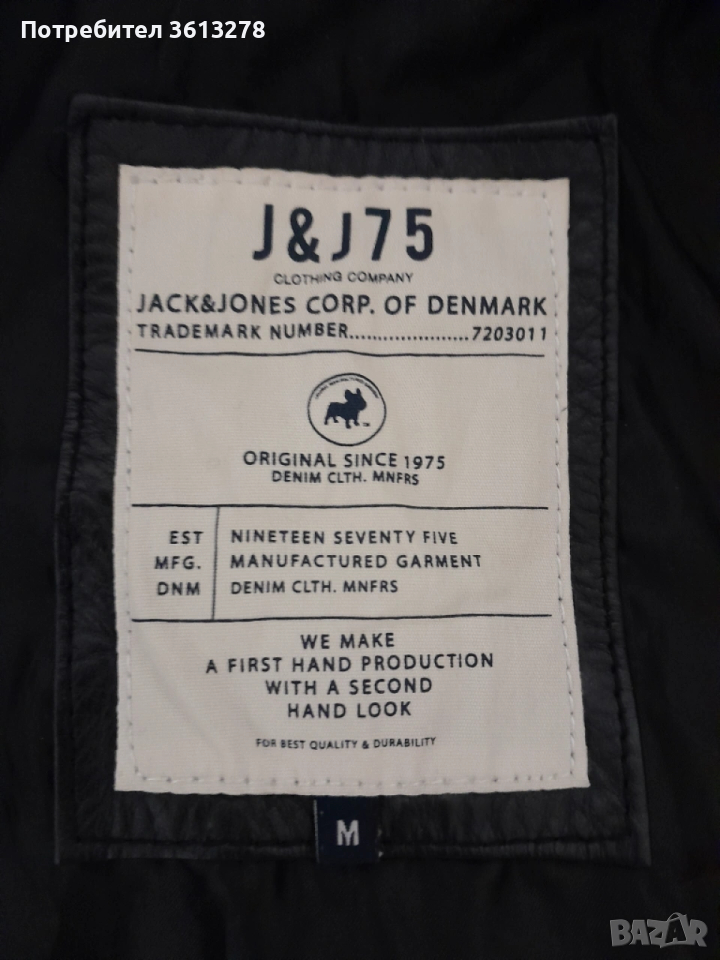 Потребител 3613278
J&J75
CLOTHING COMPANY
JACK&JONES CORP. OF DENMARK
TRADEMARK NUMBER.....................7203011
ORIGINAL SINCE 1975
DENIM CLTH. MNFRS
EST NINETEEN SEVENTY FIVE
MFG. MANUFACTURED GARMENT
DNM DENIM CLTH. MNFRS
WE MAKE
A FIRST HAND PRODUCTION
WITH A SECOND
HAND LOOK
FOR BEST QUALITY & DURABILITY
M
BAZAR